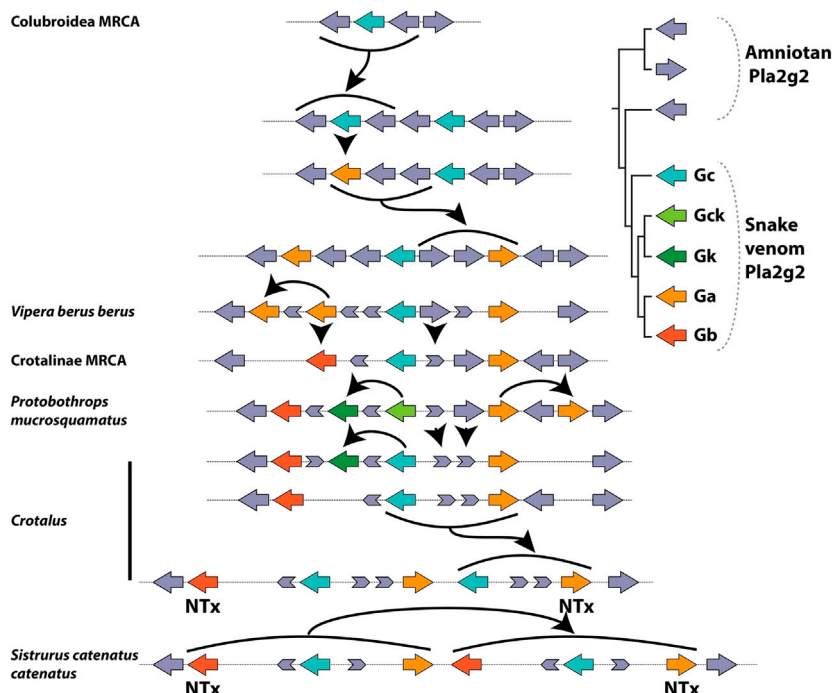 Colubroidea MRCA
Amniotan
Pla2g2
Gc
Gck
Snake
venom
Pla2g2
Gk
Ga
Gb
Vipera berus berus
Crotalinae MRCA
Protobothrops
mucrosquamatus
Crotalus
NTx
NTx
Sistrurus catenatus
catenatus
NTx
NTx